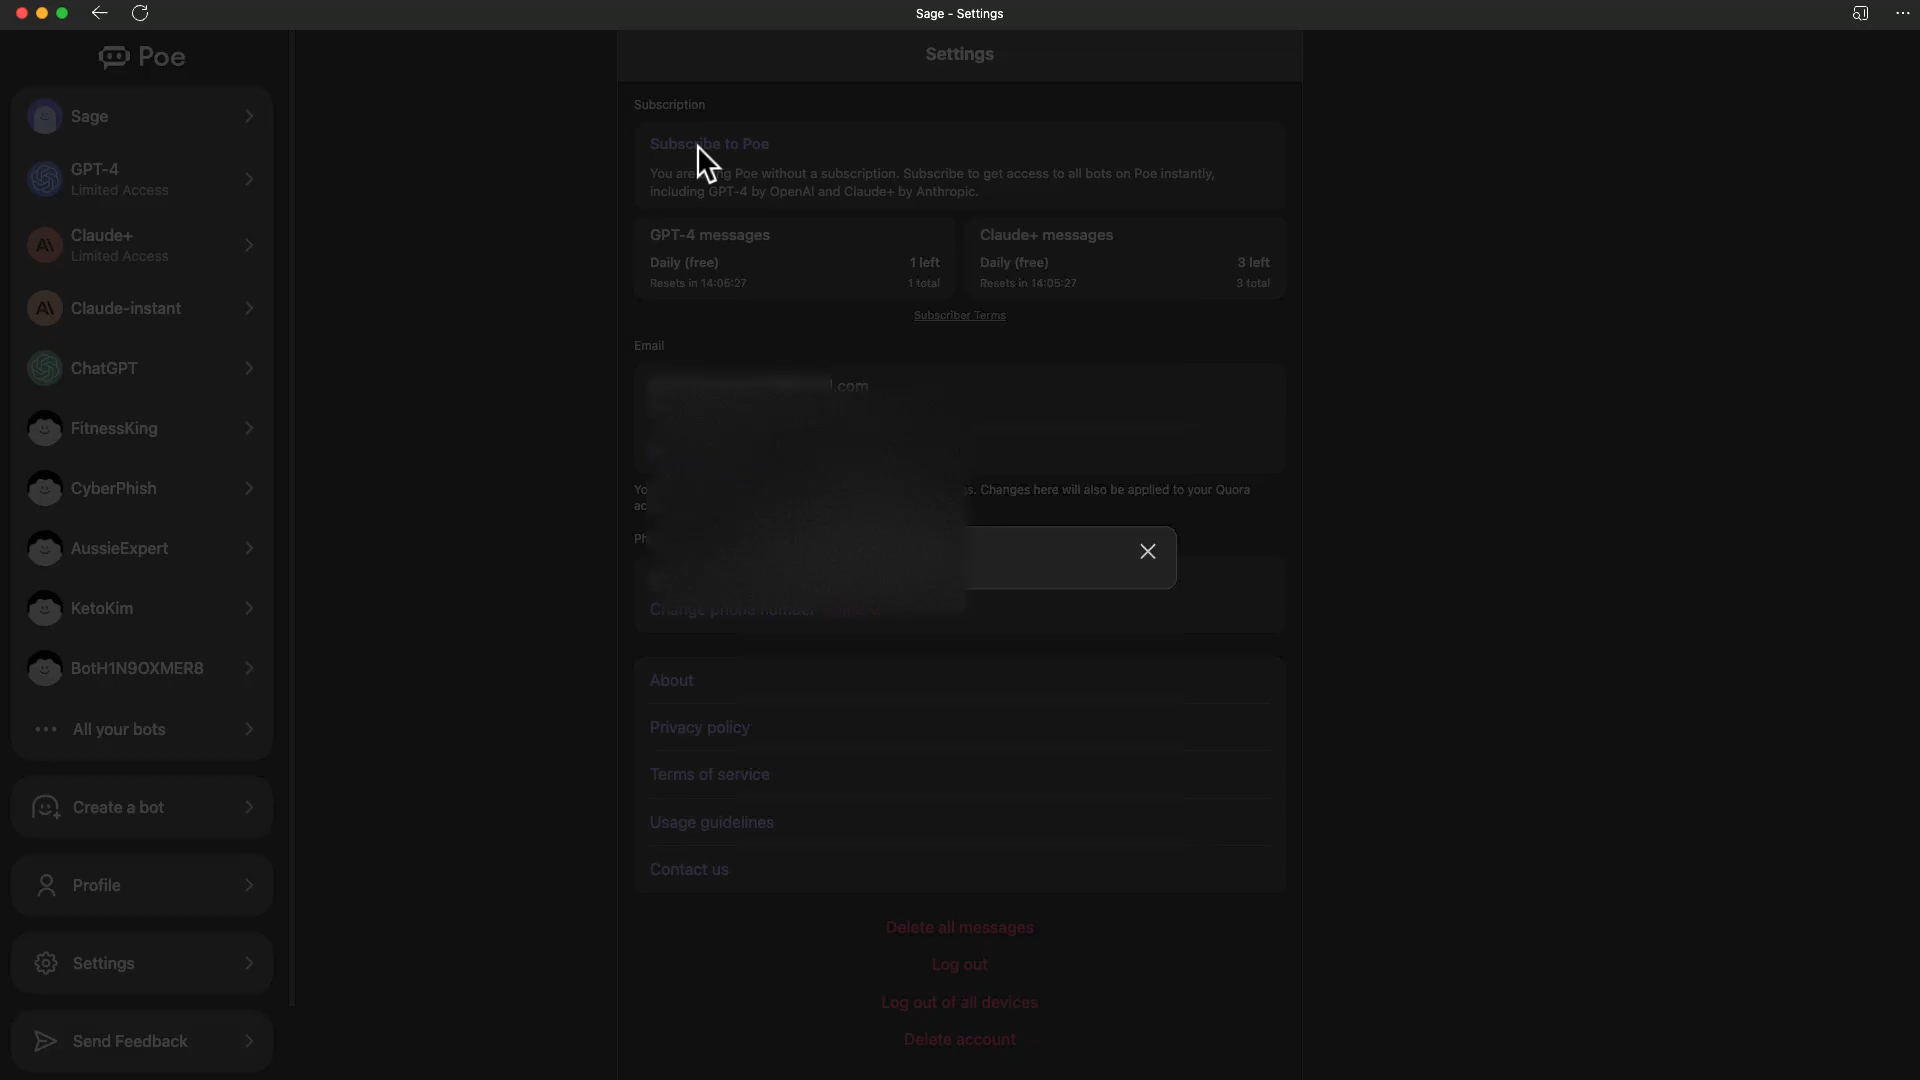 Sage - Settings
Poe
Sage
GPT-4
Limited Access
Claude+
Limited Access
Claude-instant
ChatGPT
FitnessKing
CyberPhish
AussieExpert
KetoKim
BotH1N9OXMER8
All your bots
Create a bot
Profile
Settings
Send Feedback
Settings
Subscription
Subscribe to Poe
You are Poe without a subscription. Subscribe to get access to all bots on Poe instantly,
including GPT-4 by OpenAI and Claude+ by Anthropic.
GPT-4 messages
Daily (free) 1 left
Resets in 14:05:27 1 total
Claude+ messages
Daily (free) 3 left
Resets in 14:05:27 3 total
Subscriber Terms
Email
.com
Changes here will also be applied to your Quora
Change phone number
About
Privacy policy
Terms of service
Usage guidelines
Contact us
Delete all messages
Log out
Log out of all devices
Delete account